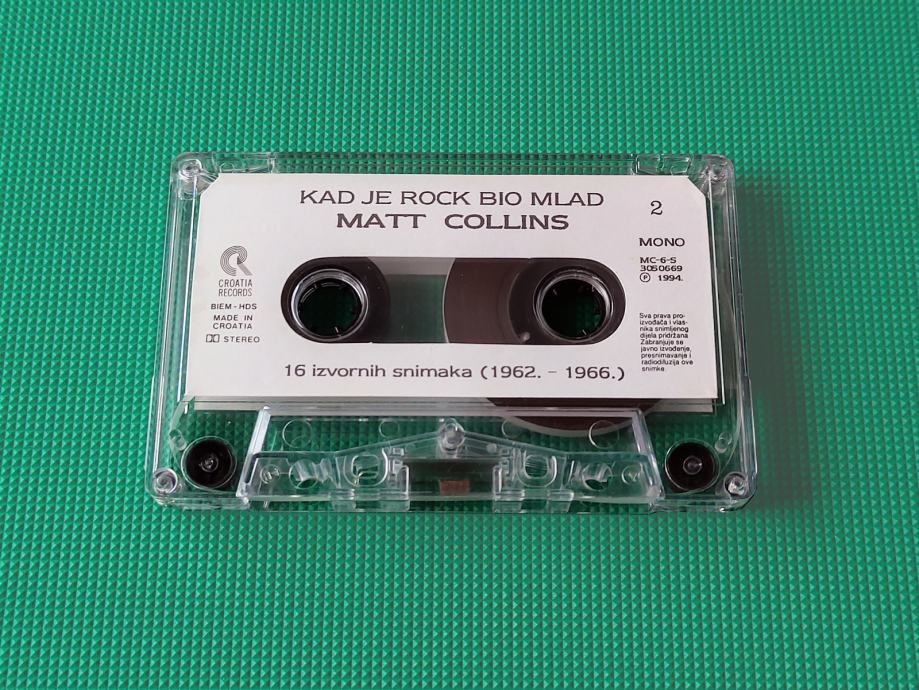 KAD JE ROCK BIO MLAD
MATT COLLINS
2
MONO
MC-6-S
3050669
Ⓟ 1994.
CROATIA
RECORDS
BIEM - HDS
MADE IN
CROATIA
STEREO
Sva prava pro-
izvođača i vlas-
nika snimljenog
dijela pridržana
Zabranjuje se
javno izvođenje,
presnimavanje i
radiodifuzija ove
snimke.
16 izvornih snimaka (1962. - 1966.)